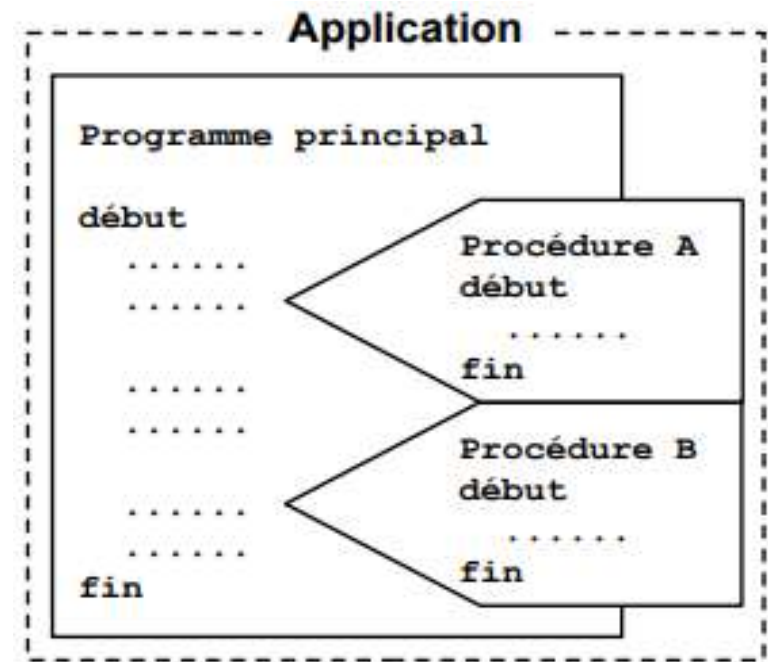 Application
Programme principal
début
......
......
......
......
......
......
fin
Procédure A
début
......
fin
Procédure B
début
......
fin